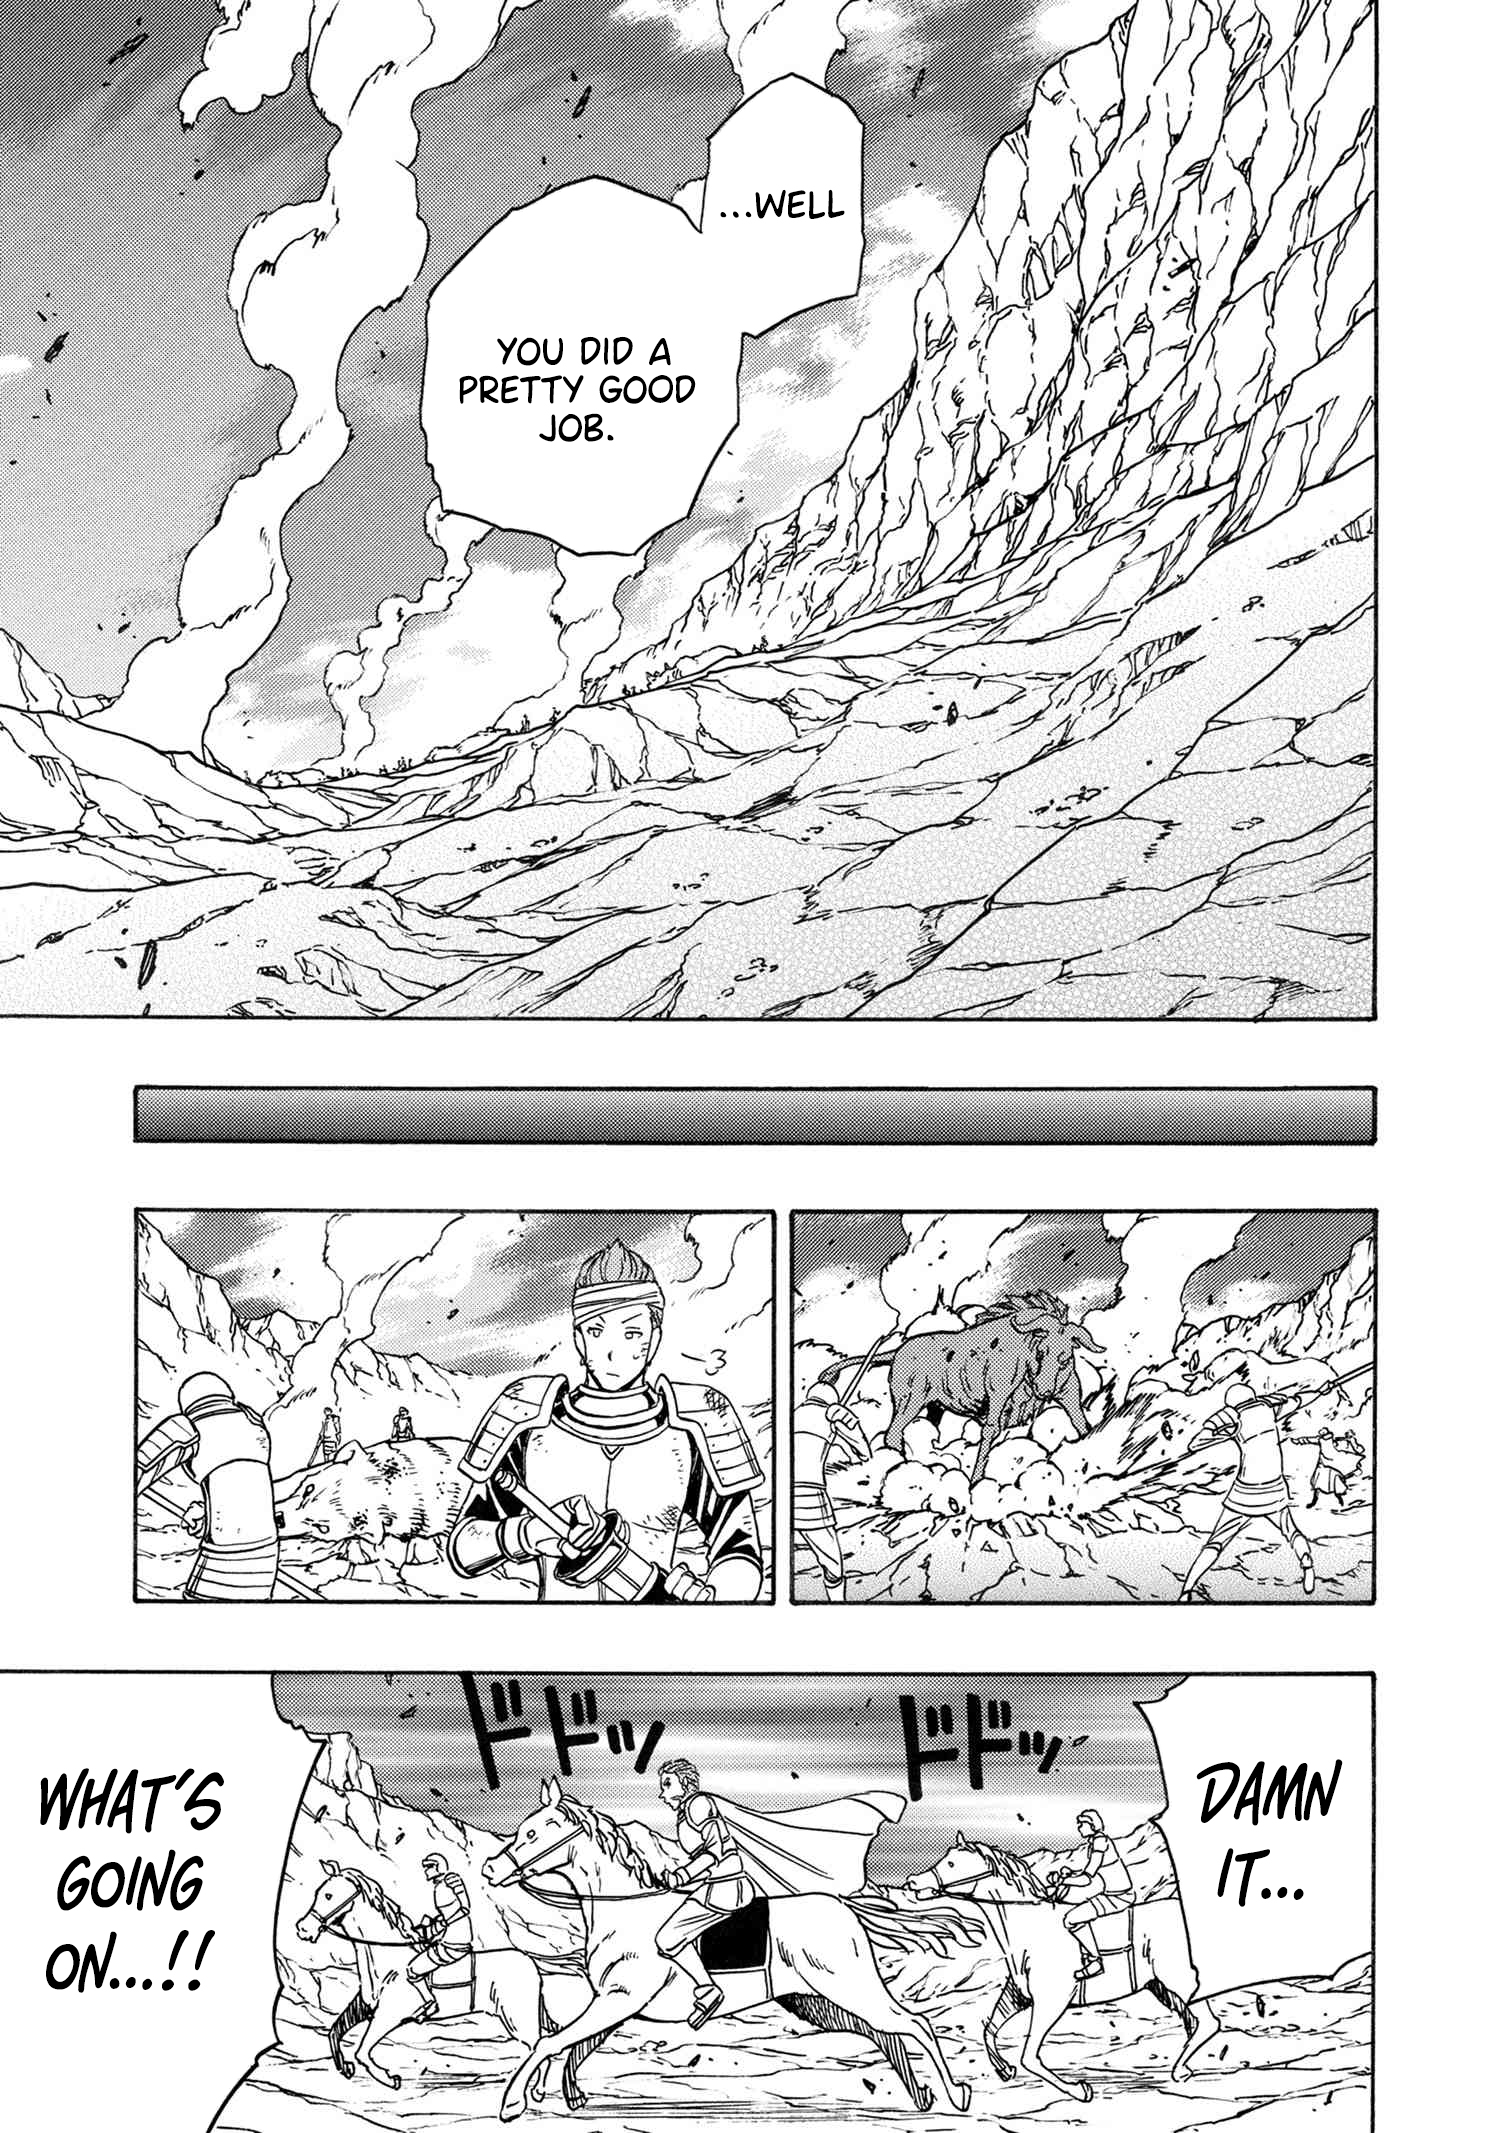 ...WELL
YOU DID A
PRETTY GOOD
JOB.
ドドッ
ドドッ
DAMN
IT...
WHAT'S
GOING
ON...!!